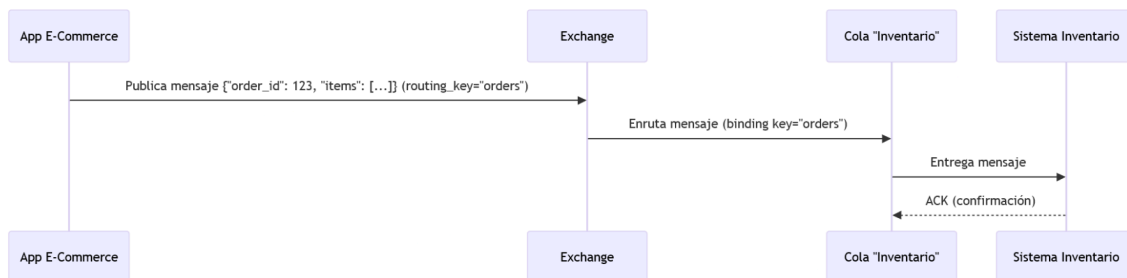 App E-Commerce
Exchange
Cola "Inventario"
Sistema Inventario
Publica mensaje {"order_id": 123, "items": [...]} (routing_key="orders")
Enruta mensaje (binding key="orders")
Entrega mensaje
ACK (confirmación)
App E-Commerce
Exchange
Cola "Inventario"
Sistema Inventario